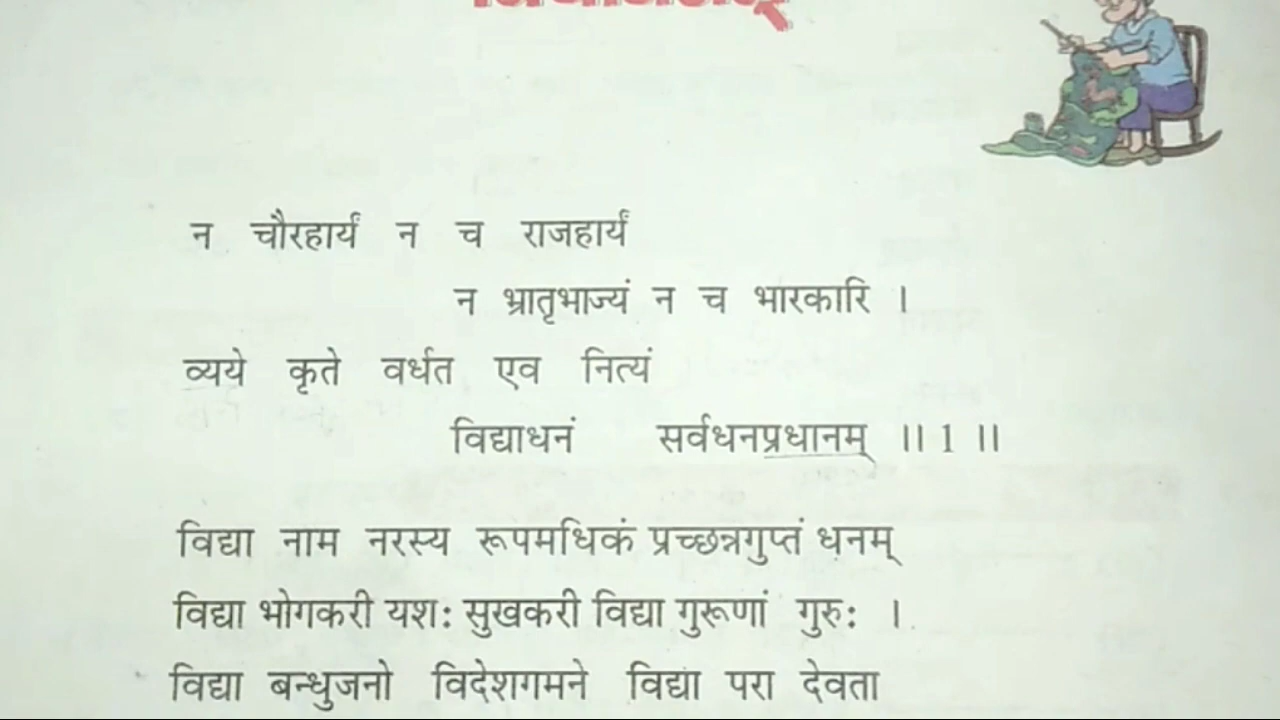 न चौरहार्यं न च राजहार्यं
न भ्रातृभाज्यं न च भारकारि ।
व्यये कृते वर्धत एव नित्यं
विद्याधनं सर्वधनप्रधानम् ।। 1 ।।
विद्या नाम नरस्य रूपमधिकं प्रच्छन्नगुप्तं धनम्
विद्या भोगकरी यशः सुखकरी विद्या गुरूणां गुरुः ।
विद्या बन्धुजनो विदेशगमने विद्या परा देवता